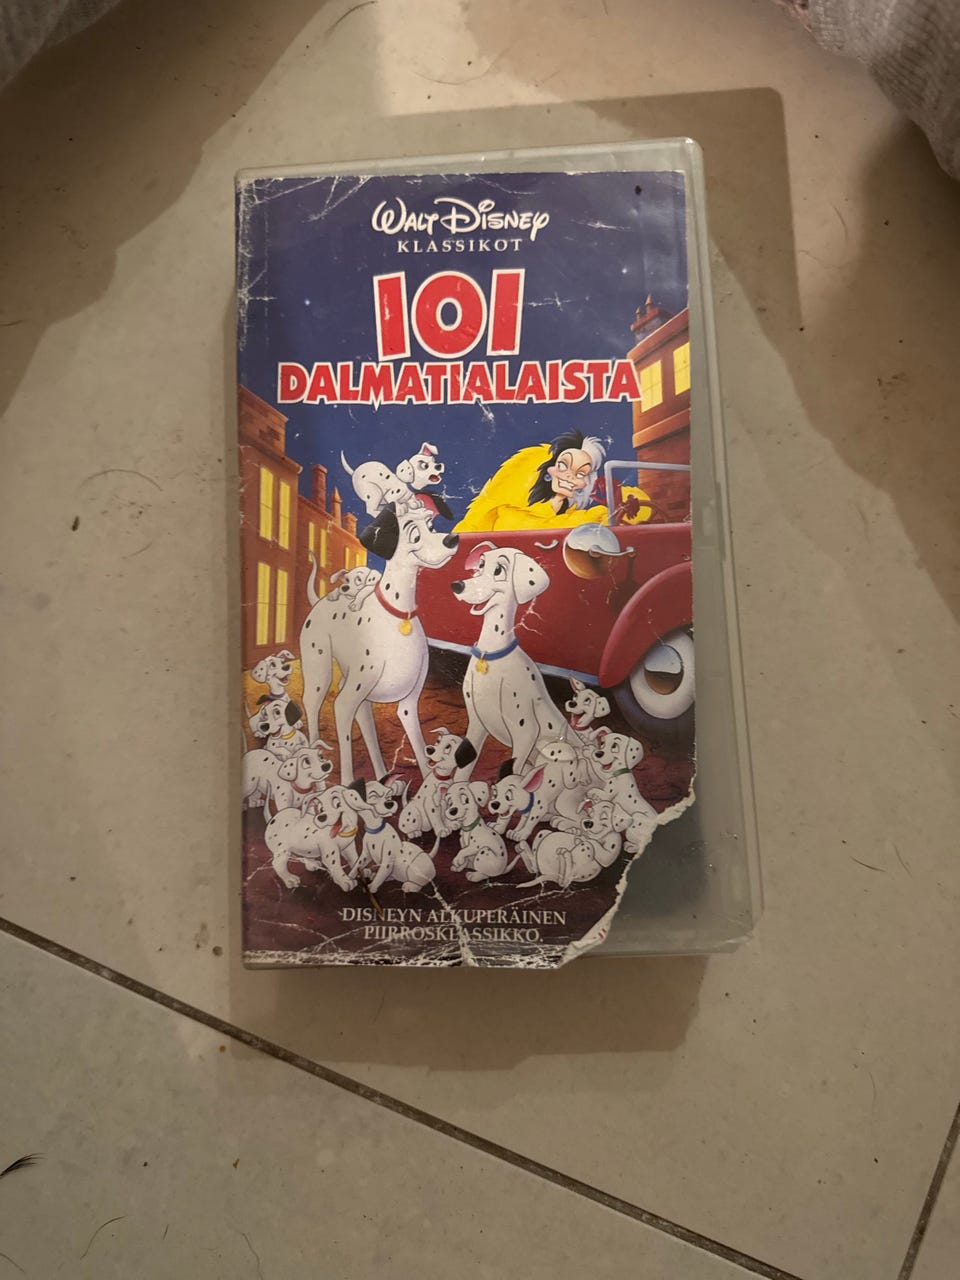 WALT DISNEY
KLASSIKOT
101
DALMATIALAISTA
DISNEYN ALKUPERÄINEN
PIIRROSKLASSIKKO.